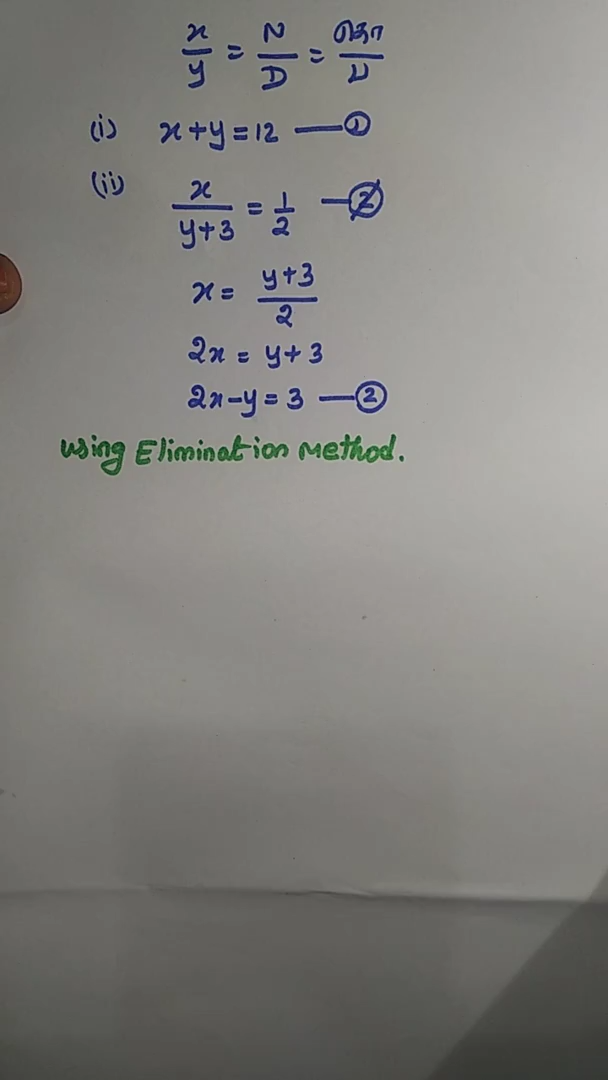 x/y = N/D =
(i) x+y=12 —①
(ii) x/(y+3) = 1/2 —②
x = (y+3)/2
2x = y+3
2x-y=3 —②
using Elimination Method.